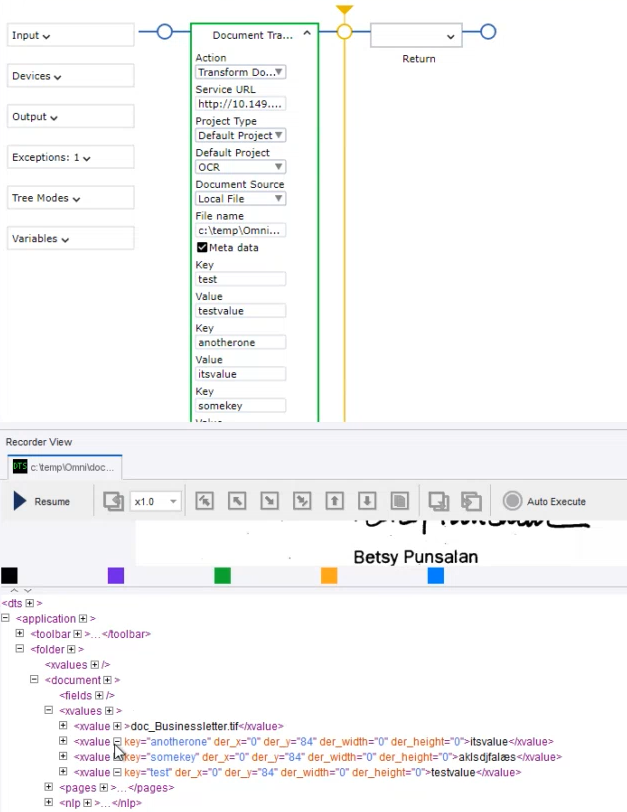 Input
Devices
Output
Exceptions: 1
Tree Modes
Variables
Document Tra...
Action
Transform Do...
Service URL
http://10.149....
Project Type
Default Project
Default Project
OCR
Document Source
Local File
File name
c:\temp\Omni...
Meta data
Key
test
Value
testvalue
Key
anotherone
Value
itsvalue
Key
somekey
Value
Return
Recorder View
DTS c:\temp\Omni\doc...
Resume x1.0 Auto Execute
Betsy Punsalan
<dts >
<application >
<toolbar >...</toolbar>
<folder >
<xvalues />
<document >
<fields />
<xvalues >
<xvalue >doc_Businessletter.tif</xvalue>
<xvalue key="anotherone" der_x="0" der_y="84" der_width="0" der_height="0">itsvalue</xvalue>
<xvalue key="somekey" der_x="0" der_y="84" der_width="0" der_height="0">aklsdjfalæs</xvalue>
<xvalue key="test" der_x="0" der_y="84" der_width="0" der_height="0">testvalue</xvalue>
<pages >...</pages>
<nlp >...</nlp>